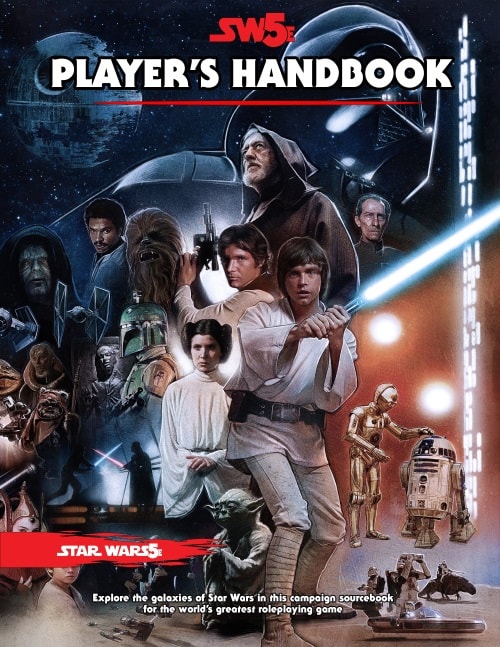 SW5E
PLAYER'S HANDBOOK
STAR WARS5E
Explore the galaxies of Star Wars in this campaign sourcebook
for the world's greatest roleplaying game